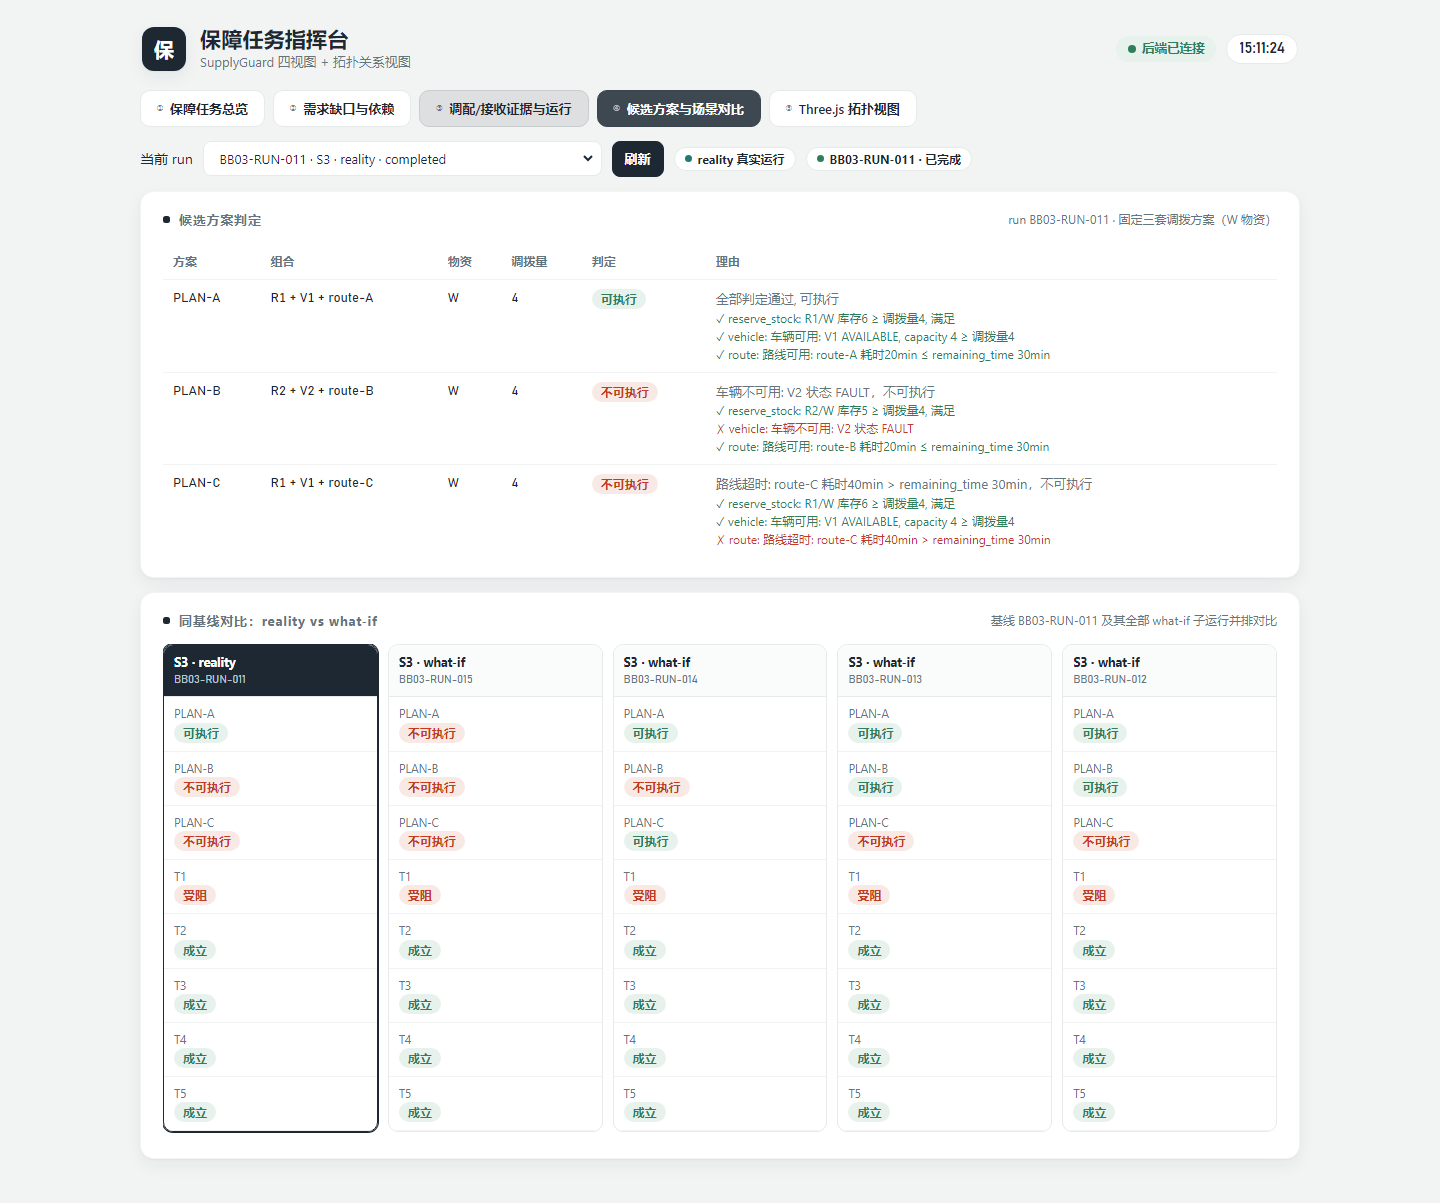 保
保障任务指挥台
SupplyGuard 四视图 + 拓扑关系视图
后端已连接
15:11:24
① 保障任务总览
② 需求缺口与依赖
③ 调配/接收证据与运行
④ 候选方案与场景对比
Three.js 拓扑视图
当前 run
BB03-RUN-011 · S3 · reality · completed
刷新
reality 真实运行
BB03-RUN-011 · 已完成
候选方案判定
run BB03-RUN-011 · 固定三套调拨方案（W 物资）
方案 组合 物资 调拨量 判定 理由
PLAN-A R1 + V1 + route-A W 4 可执行 全部判定通过, 可执行
✓ reserve_stock: R1/W 库存6 ≥ 调拨量4, 满足
✓ vehicle: 车辆可用: V1 AVAILABLE, capacity 4 ≥ 调拨量4
✓ route: 路线可用: route-A 耗时20min ≤ remaining_time 30min
PLAN-B R2 + V2 + route-B W 4 不可执行 车辆不可用: V2 状态 FAULT，不可执行
✓ reserve_stock: R2/W 库存5 ≥ 调拨量4, 满足
✗ vehicle: 车辆不可用: V2 状态 FAULT
✓ route: 路线可用: route-B 耗时20min ≤ remaining_time 30min
PLAN-C R1 + V1 + route-C W 4 不可执行 路线超时: route-C 耗时40min > remaining_time 30min，不可执行
✓ reserve_stock: R1/W 库存6 ≥ 调拨量4, 满足
✓ vehicle: 车辆可用: V1 AVAILABLE, capacity 4 ≥ 调拨量4
✗ route: 路线超时: route-C 耗时40min > remaining_time 30min
同基线对比：reality vs what-if
基线 BB03-RUN-011 及其全部 what-if 子运行并排对比
S3 · reality
BB03-RUN-011
PLAN-A
可执行
PLAN-B
不可执行
PLAN-C
不可执行
T1
受阻
T2
成立
T3
成立
T4
成立
T5
成立
S3 · what-if
BB03-RUN-015
PLAN-A
不可执行
PLAN-B
不可执行
PLAN-C
不可执行
T1
受阻
T2
成立
T3
成立
T4
成立
T5
成立
S3 · what-if
BB03-RUN-014
PLAN-A
可执行
PLAN-B
不可执行
PLAN-C
可执行
T1
受阻
T2
成立
T3
成立
T4
成立
T5
成立
S3 · what-if
BB03-RUN-013
PLAN-A
可执行
PLAN-B
可执行
PLAN-C
不可执行
T1
受阻
T2
成立
T3
成立
T4
成立
T5
成立
S3 · what-if
BB03-RUN-012
PLAN-A
可执行
PLAN-B
可执行
PLAN-C
不可执行
T1
受阻
T2
成立
T3
成立
T4
成立
T5
成立